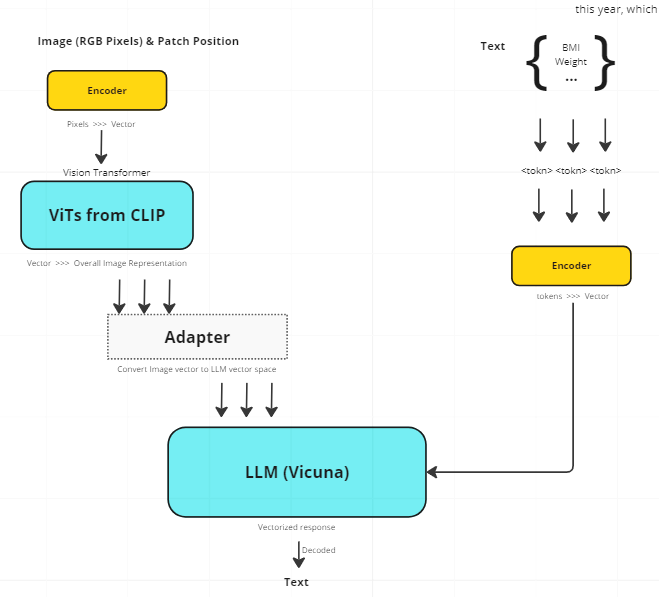 this year, which
Image (RGB Pixels) & Patch Position
Text
BMI
Weight
...
Encoder
Pixels >>> Vector
Vision Transformer
<tokn> <tokn> <tokn>
ViTs from CLIP
Vector >>> Overall Image Representation
Encoder
tokens >>> Vector
Adapter
Convert Image vector to LLM vector space
LLM (Vicuna)
Vectorized response
Decoded
Text